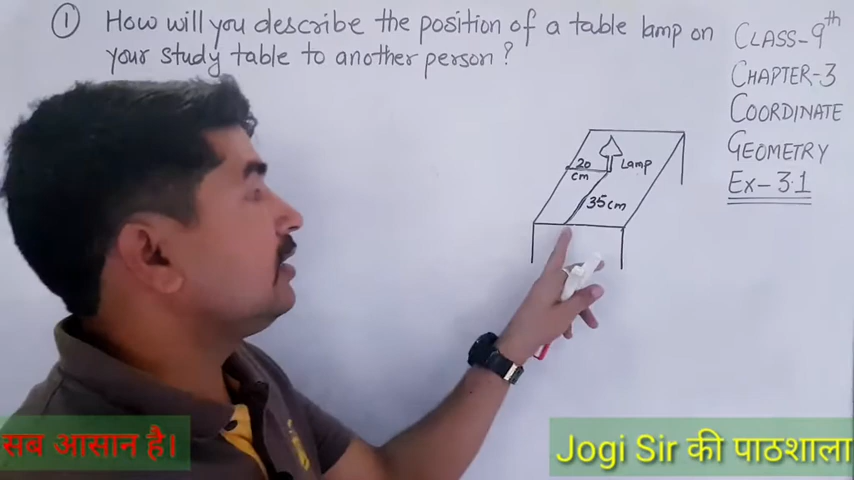 ① How will you describe the position of a table lamp on
your study table to another person?
CLASS-9th
CHAPTER-3
COORDINATE
GEOMETRY
Ex-3.1
20
cm
Lamp
35cm
सब आसान है।
Jogi Sir की पाठशाला